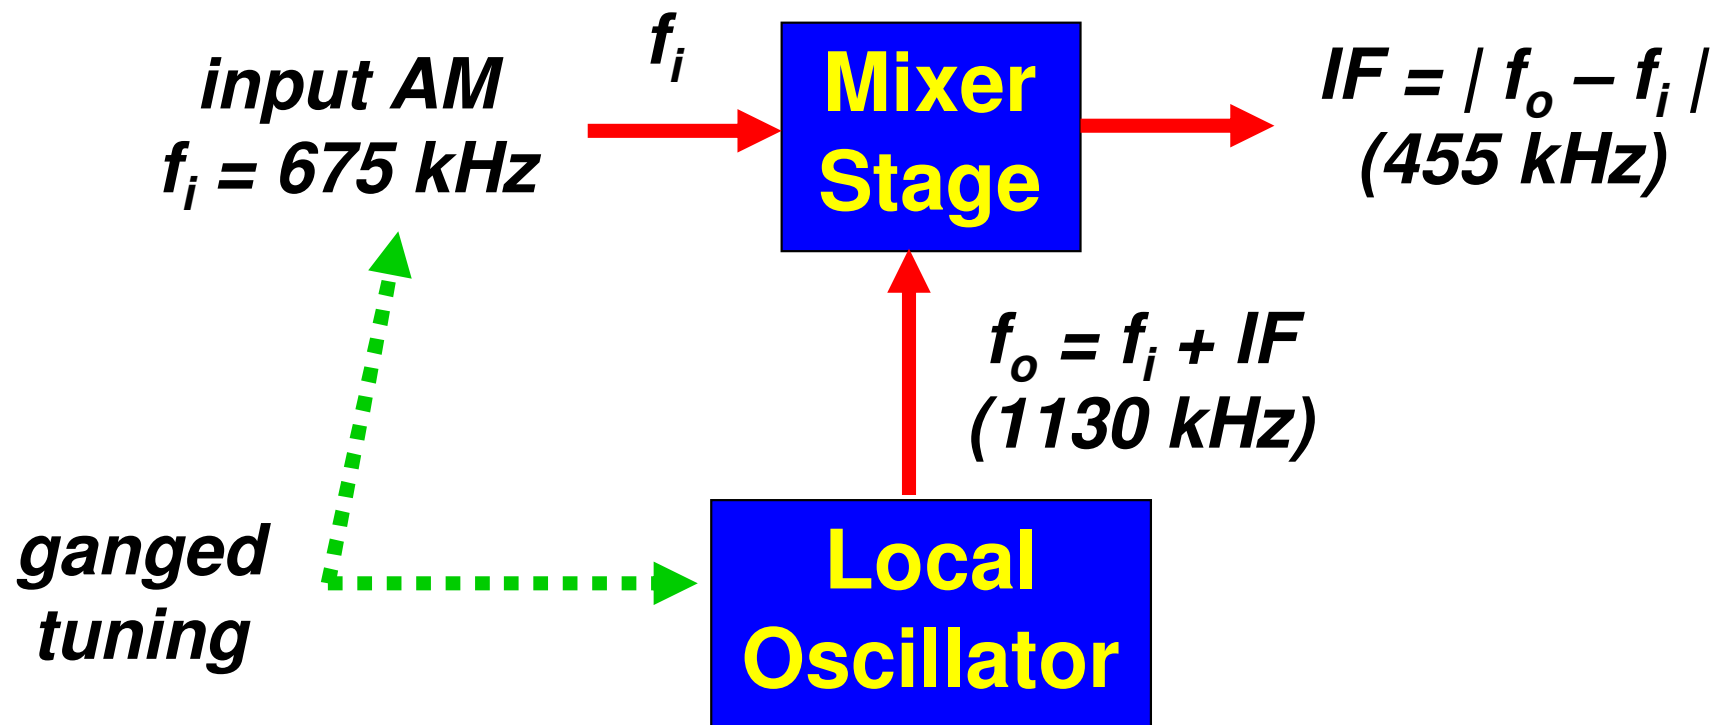 input AM
fᵢ = 675 kHz
fᵢ
Mixer
Stage
IF = | fₒ – fᵢ |
(455 kHz)
fₒ = fᵢ + IF
(1130 kHz)
ganged
tuning
Local
Oscillator